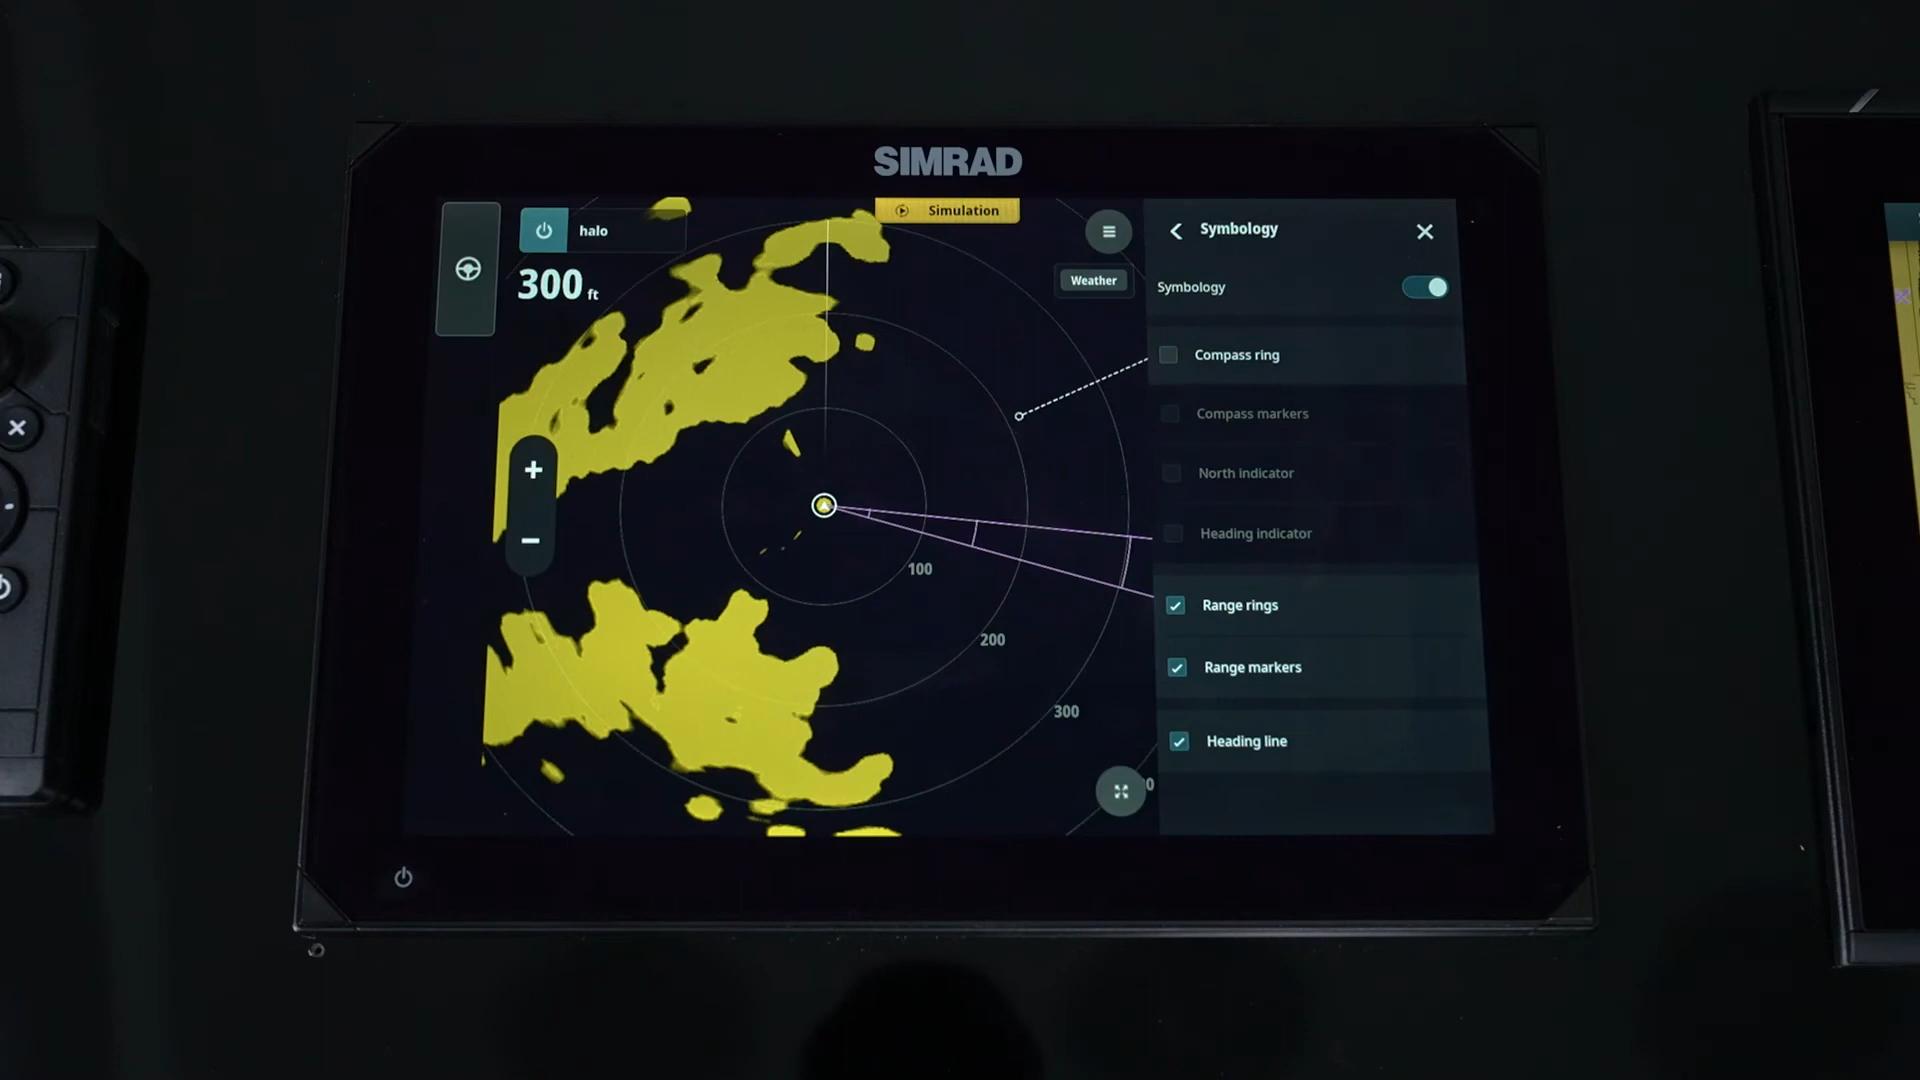 SIMRAD
Simulation
halo
300 ft
Weather
Symbology
Symbology
Compass ring
Compass markers
North indicator
Heading indicator
Range rings
Range markers
Heading line
100
200
300
0